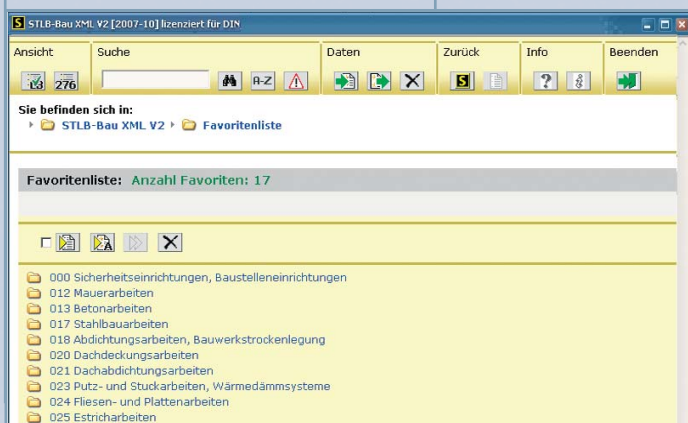 S STLB-Bau XML V2 [2007-10] lizenziert für DIN
Ansicht Suche Daten Zurück Info Beenden
L3 276 A-Z S ? i
Sie befinden sich in:
STLB-Bau XML V2 Favoritenliste
Favoritenliste: Anzahl Favoriten: 17
A
000 Sicherheitseinrichtungen, Baustelleneinrichtungen
012 Mauerarbeiten
013 Betonarbeiten
017 Stahlbauarbeiten
018 Abdichtungsarbeiten, Bauwerkstrockenlegung
020 Dachdeckungsarbeiten
021 Dachabdichtungsarbeiten
023 Putz- und Stuckarbeiten, Wärmedämmsysteme
024 Fliesen- und Plattenarbeiten
025 Estricharbeiten